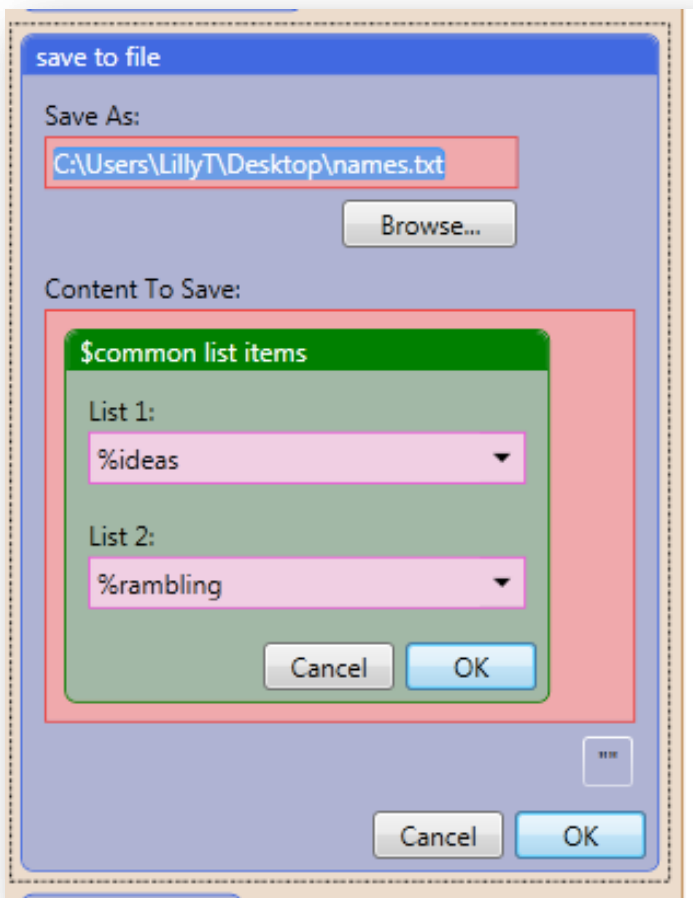 save to file
Save As:
C:\Users\LillyT\Desktop\names.txt
Browse...
Content To Save:
$common list items
List 1:
%ideas
List 2:
%rambling
Cancel OK
""
Cancel OK